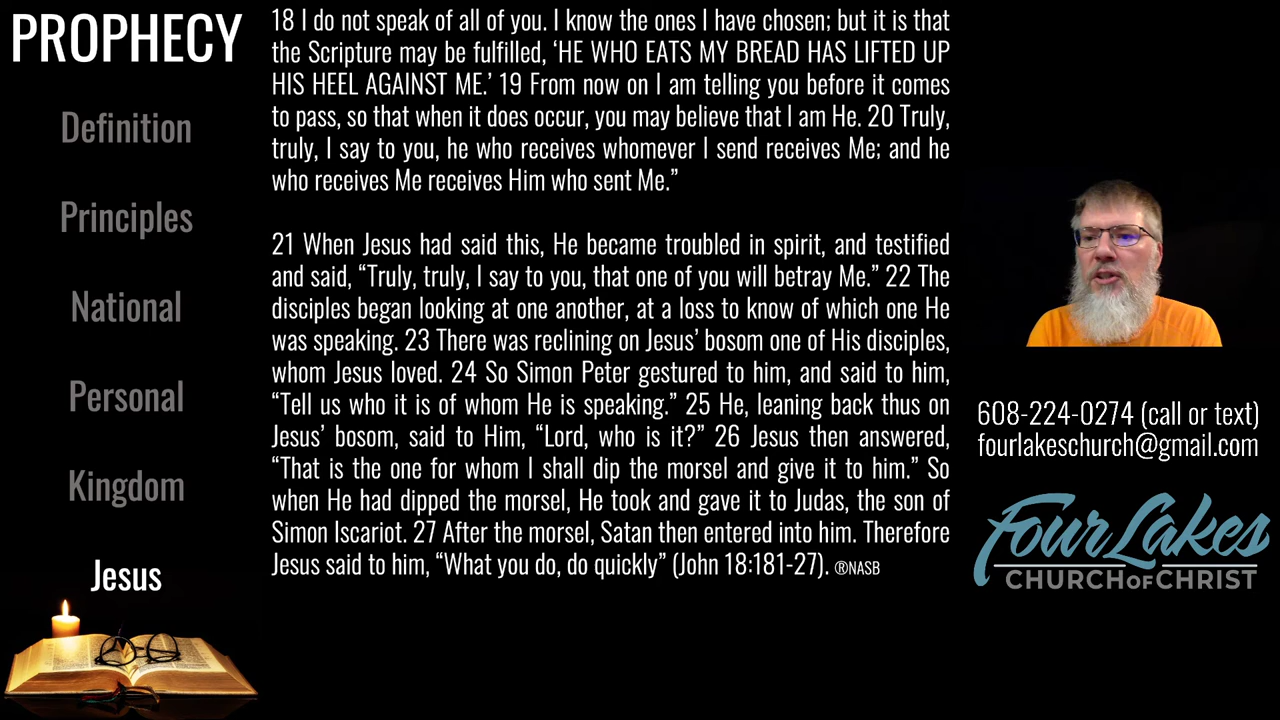 PROPHECY
Definition
Principles
National
Personal
Kingdom
Jesus
18 I do not speak of all of you. I know the ones I have chosen; but it is that
the Scripture may be fulfilled, ‘HE WHO EATS MY BREAD HAS LIFTED UP
HIS HEEL AGAINST ME.’ 19 From now on I am telling you before it comes
to pass, so that when it does occur, you may believe that I am He. 20 Truly,
truly, I say to you, he who receives whomever I send receives Me; and he
who receives Me receives Him who sent Me.”
21 When Jesus had said this, He became troubled in spirit, and testified
and said, “Truly, truly, I say to you, that one of you will betray Me.” 22 The
disciples began looking at one another, at a loss to know of which one He
was speaking. 23 There was reclining on Jesus’ bosom one of His disciples,
whom Jesus loved. 24 So Simon Peter gestured to him, and said to him,
“Tell us who it is of whom He is speaking.” 25 He, leaning back thus on
Jesus’ bosom, said to Him, “Lord, who is it?” 26 Jesus then answered,
“That is the one for whom I shall dip the morsel and give it to him.” So
when He had dipped the morsel, He took and gave it to Judas, the son of
Simon Iscariot. 27 After the morsel, Satan then entered into him. Therefore
Jesus said to him, “What you do, do quickly” (John 18:181-27). ®NASB
608-224-0274 (call or text)
fourlakeschurch@gmail.com
Four Lakes
CHURCH OF CHRIST